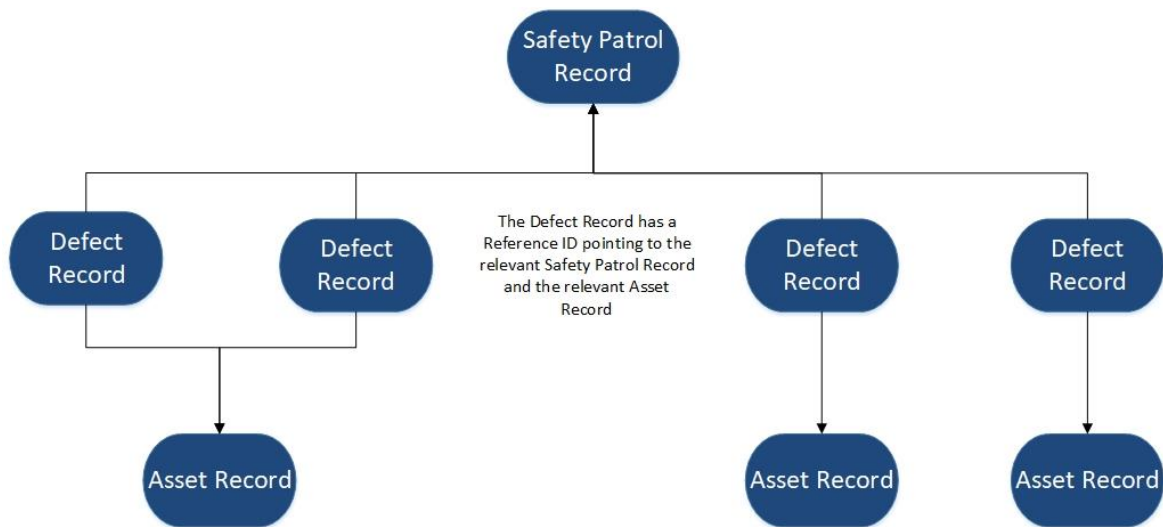 Safety Patrol
Record
Defect
Record
Defect
Record
The Defect Record has a
Reference ID pointing to the
relevant Safety Patrol Record
and the relevant Asset
Record
Defect
Record
Defect
Record
Asset Record
Asset Record
Asset Record